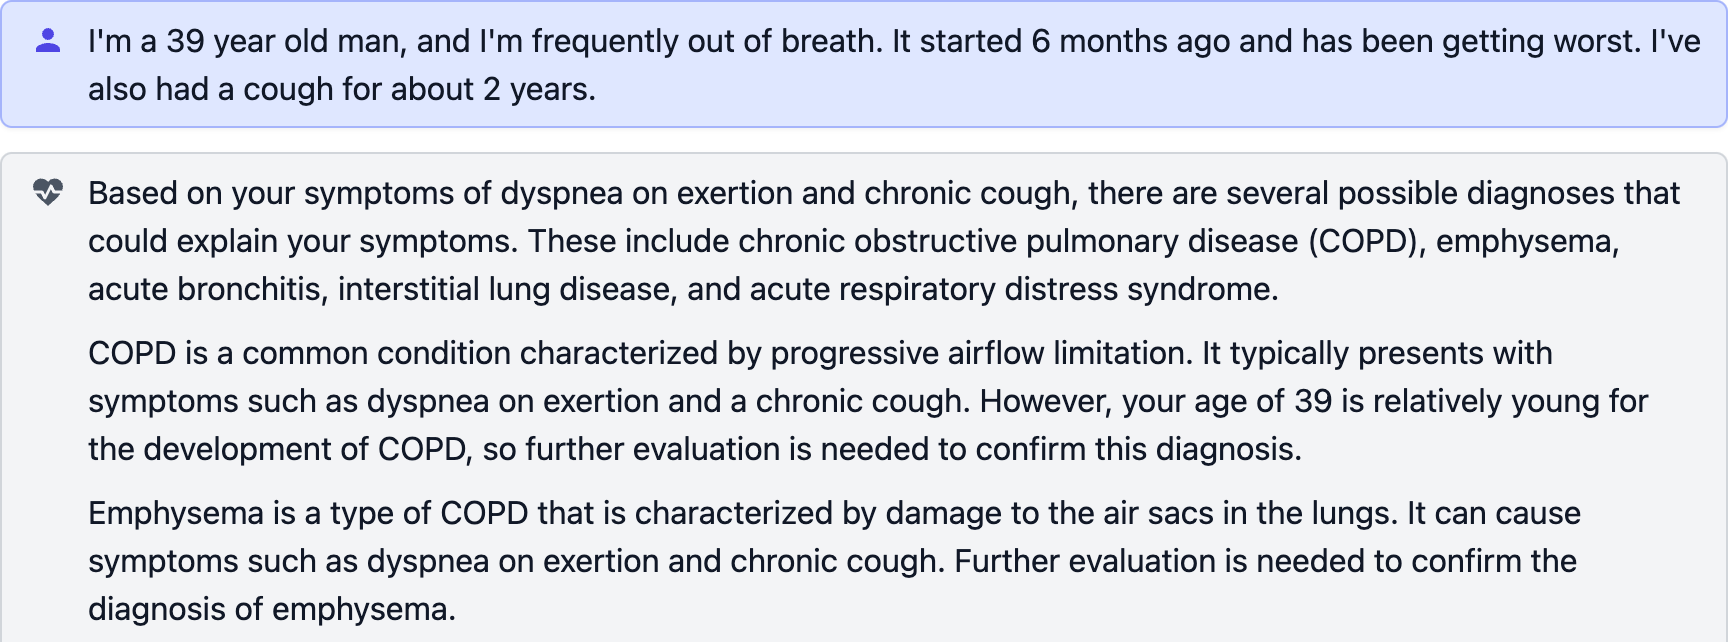 I'm a 39 year old man, and I'm frequently out of breath. It started 6 months ago and has been getting worst. I've
also had a cough for about 2 years.
Based on your symptoms of dyspnea on exertion and chronic cough, there are several possible diagnoses that
could explain your symptoms. These include chronic obstructive pulmonary disease (COPD), emphysema,
acute bronchitis, interstitial lung disease, and acute respiratory distress syndrome.
COPD is a common condition characterized by progressive airflow limitation. It typically presents with
symptoms such as dyspnea on exertion and a chronic cough. However, your age of 39 is relatively young for
the development of COPD, so further evaluation is needed to confirm this diagnosis.
Emphysema is a type of COPD that is characterized by damage to the air sacs in the lungs. It can cause
symptoms such as dyspnea on exertion and chronic cough. Further evaluation is needed to confirm the
diagnosis of emphysema.